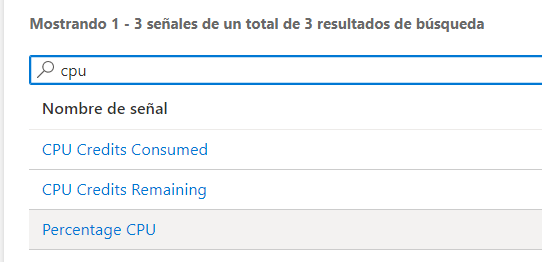 Mostrando 1 - 3 señales de un total de 3 resultados de búsqueda
cpu
Nombre de señal
CPU Credits Consumed
CPU Credits Remaining
Percentage CPU